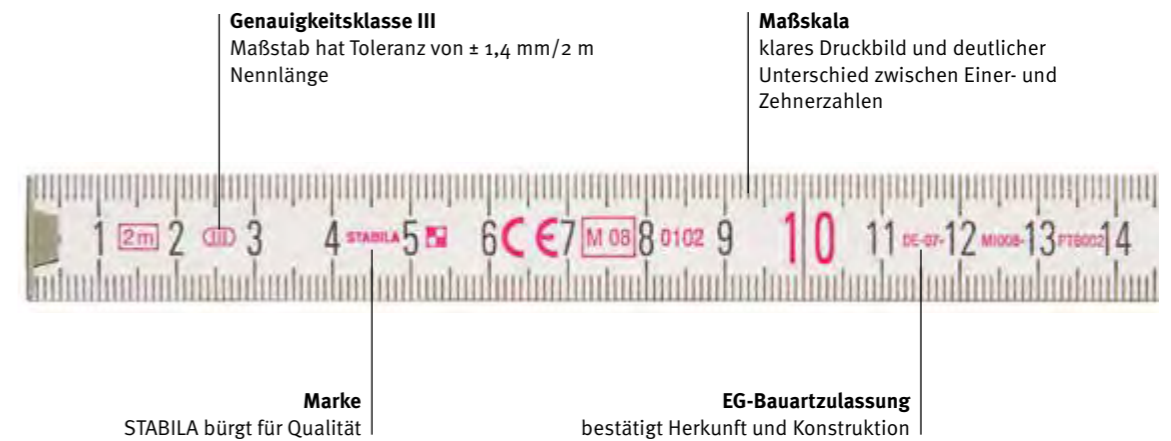 Genauigkeitsklasse III
Maßstab hat Toleranz von ± 1,4 mm/2 m
Nennlänge
Maßskala
klares Druckbild und deutlicher
Unterschied zwischen Einer- und
Zehnerzahlen
1 2m 2 III 3 4 STABILA 5 6 CE 7 M 08 8 0102 9 10 11 DE-07- 12 MI008- 13 PTB002 14
Marke
STABILA bürgt für Qualität
EG-Bauartzulassung
bestätigt Herkunft und Konstruktion